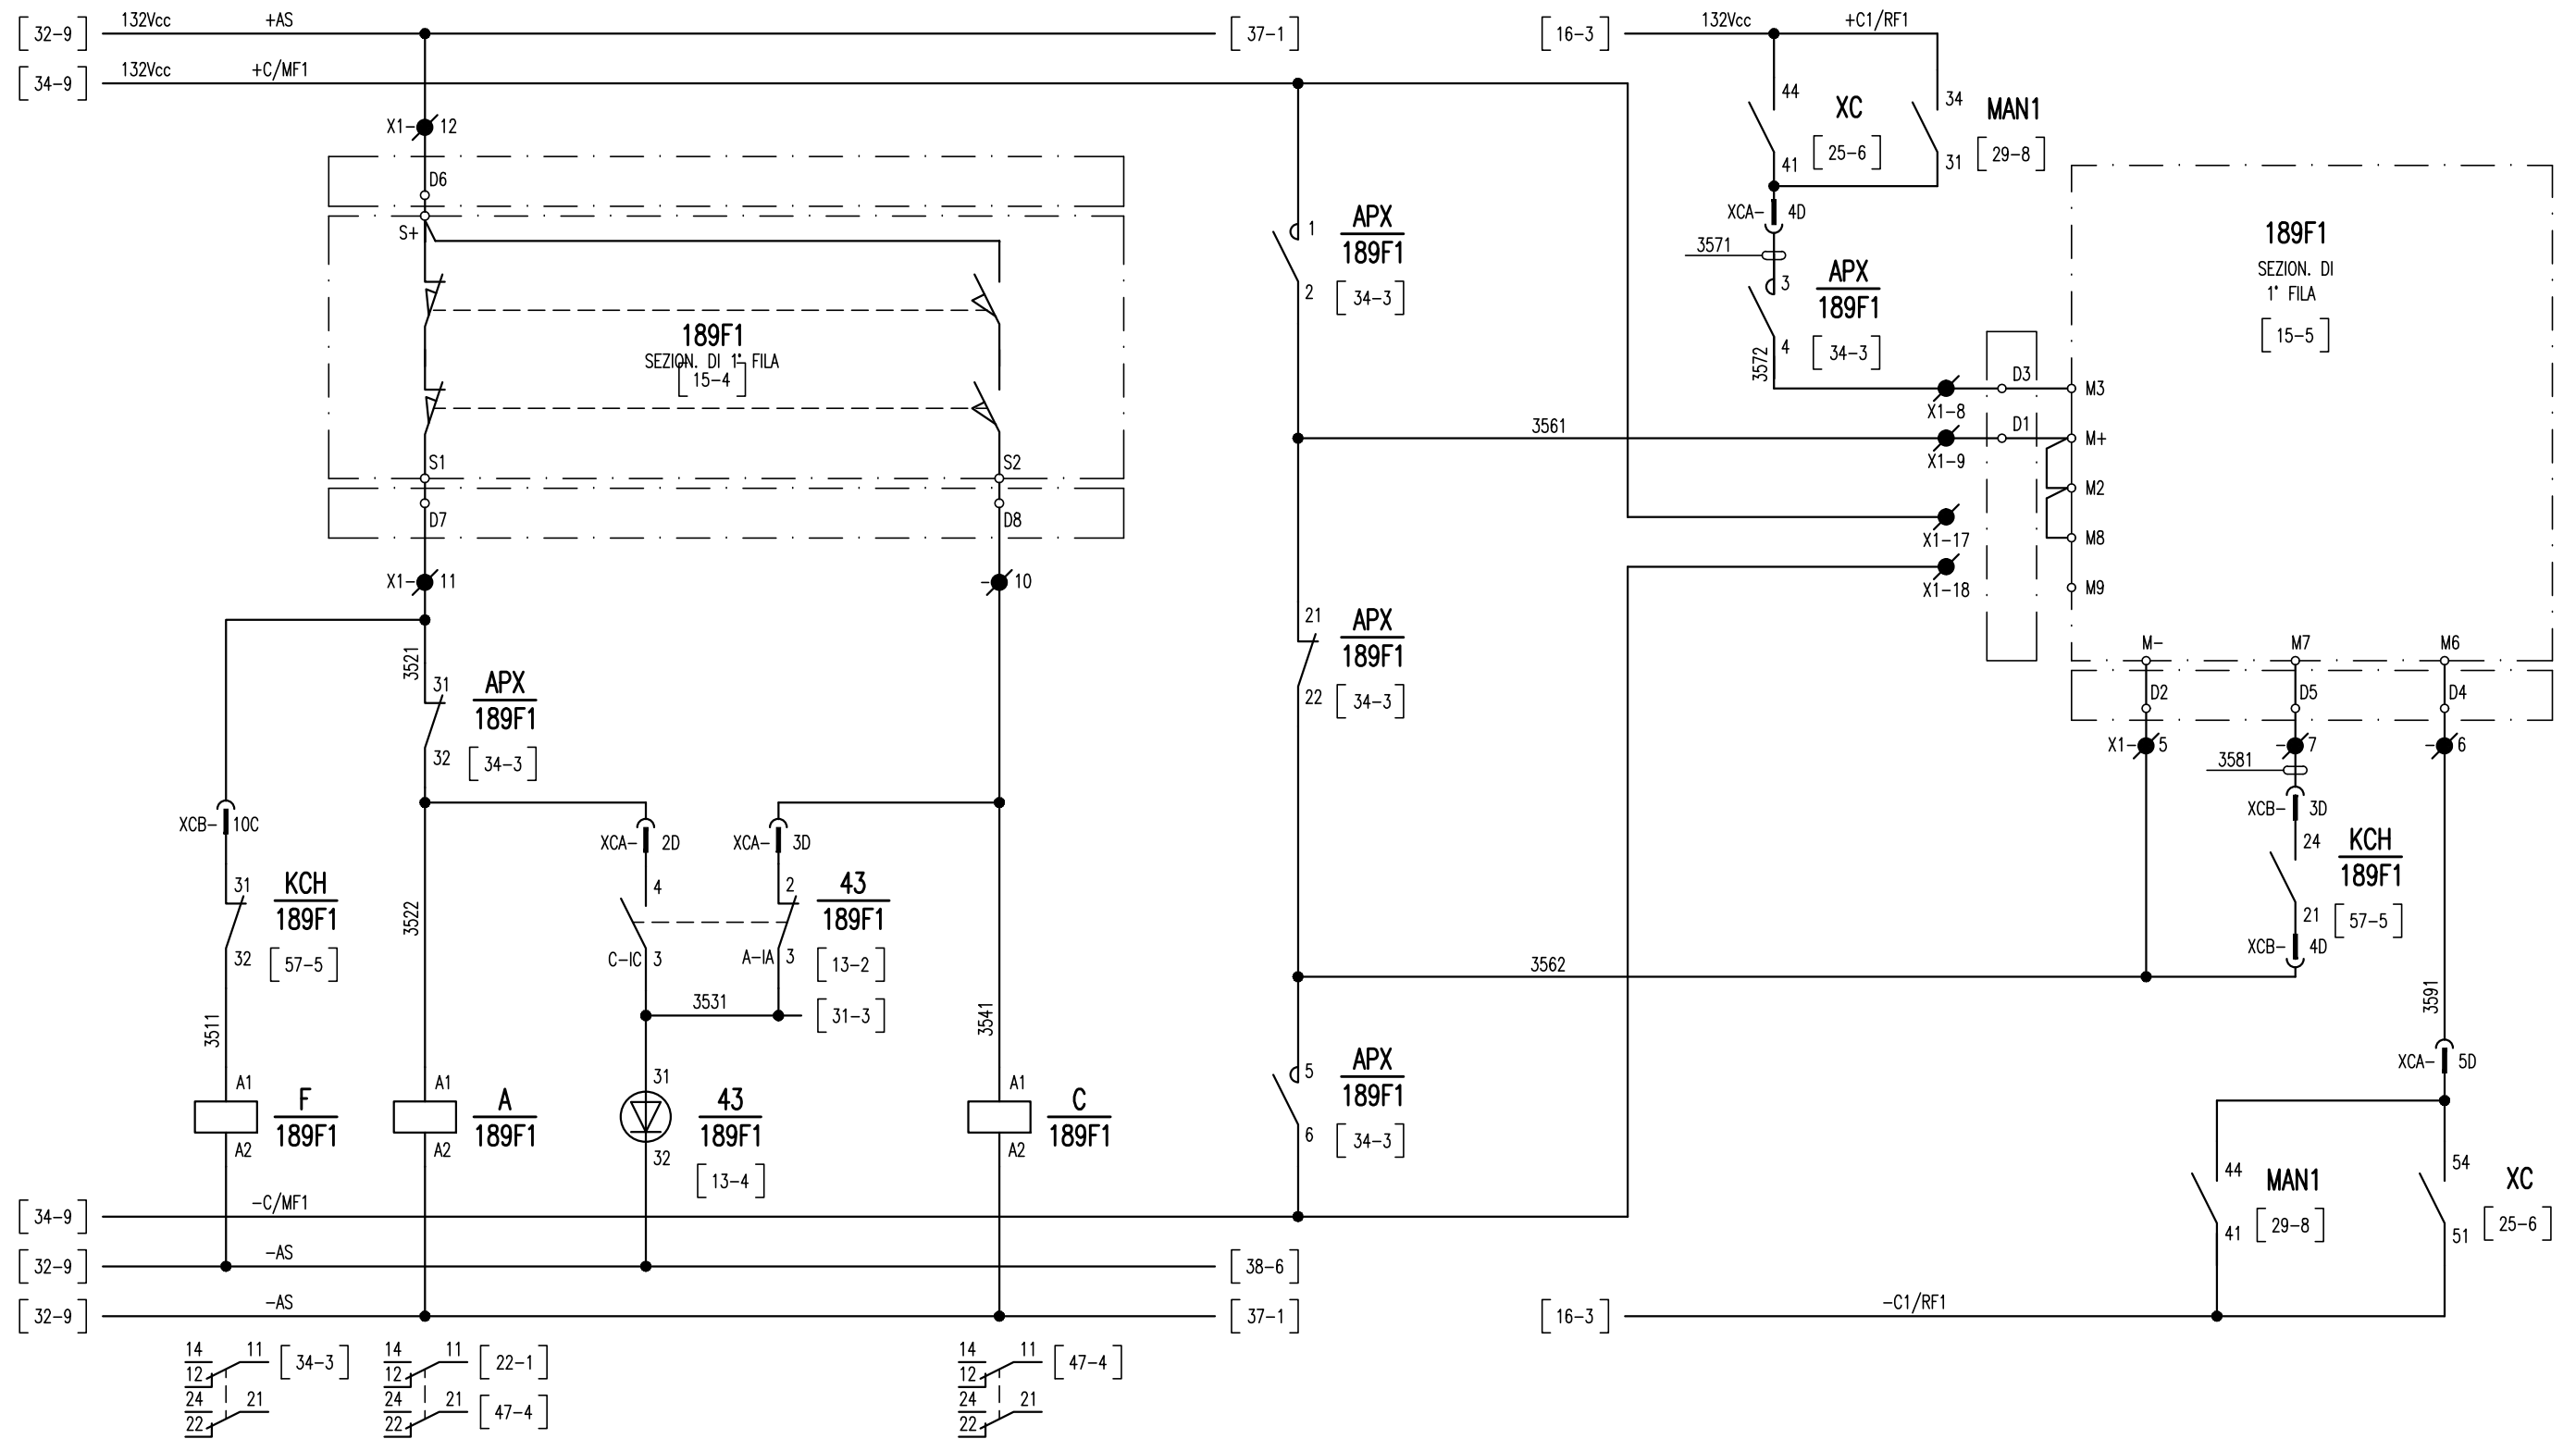 [32-9] 132Vcc +AS [37-1]
[16-3] 132Vcc +C1/RF1
[34-9] 132Vcc +C/MF1
X1- 12
D6
S+
189F1
SEZION. DI 1° FILA
[15-4]
S1
S2
D7
D8
X1- 11
- 10
3521
31
APX
189F1
32
[34-3]
XCB- 10C
31
KCH
189F1
32
[57-5]
3511
3522
XCA- 2D
XCA- 3D
4
2
43
189F1
C-IC 3
A-IA 3
[13-2]
3531
[31-3]
3541
A1
F
189F1
A2
A1
A
189F1
A2
31
43
189F1
32
[13-4]
A1
C
189F1
A2
1
APX
189F1
2
[34-3]
3561
21
APX
189F1
22
[34-3]
3562
5
APX
189F1
6
[34-3]
44
XC
41
[25-6]
34
MAN1
31
[29-8]
XCA- 4D
3571
3
APX
189F1
4
[34-3]
3572
X1-8
X1-9
X1-17
X1-18
D3
D1
M3
M+
M2
M8
M9
189F1
SEZION. DI
1° FILA
[15-5]
M-
M7
M6
D2
D5
D4
X1- 5
- 7
- 6
3581
XCB- 3D
24
KCH
189F1
21
[57-5]
XCB- 4D
3591
XCA- 5D
44
MAN1
41
[29-8]
54
XC
51
[25-6]
[34-9] -C/MF1
[32-9] -AS [38-6]
[32-9] -AS [37-1]
[16-3] -C1/RF1
14 11 [34-3]
12
24 21
22
14 11 [22-1]
12
24 21 [47-4]
22
14 11 [47-4]
12
24 21
22